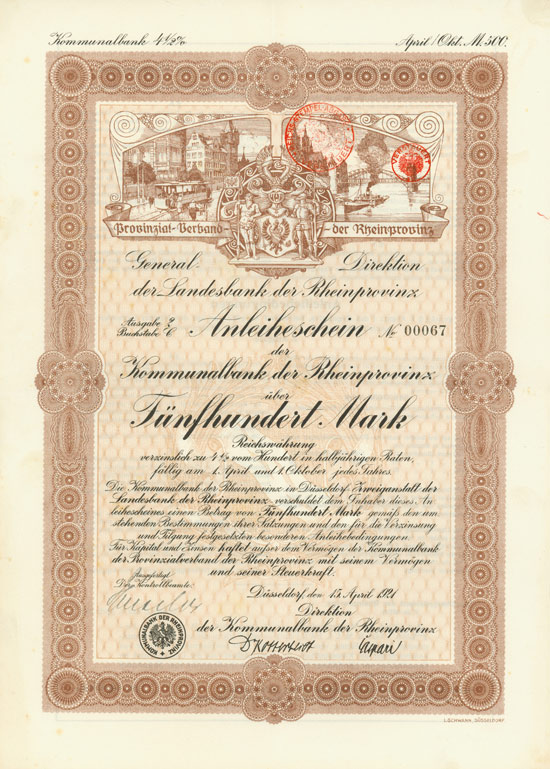 Kommunalbank 4½% April/Okt. M. 500.
Provinzial-Verband der Rheinprovinz
General-Direktion
der Landesbank der Rheinprovinz
Ausgabe 2
Buchstabe C
Anleiheschein No 00067
der
Kommunalbank der Rheinprovinz
über
Fünfhundert Mark
Reichswährung
verzinslich zu 4½ vom Hundert in halbjährigen Raten,
fällig am 1. April und 1. Oktober jedes Jahres.
Die Kommunalbank der Rheinprovinz in Düsseldorf Zweiganstalt der
Landesbank der Rheinprovinz verschuldet dem Inhaber dieses An
leihescheines einen Betrag von Fünfhundert Mark gemäß den um
stehenden Bestimmungen ihrer Satzungen und den für die Verzinsung
und Tilgung festgesetzten besonderen Anleihebedingungen.
Für Kapital und Zinsen haftet außer dem Vermögen der Kommunalbank
der Provinzialverband der Rheinprovinz mit seinem Vermögen
und seiner Steuerkraft.
Ausgefertigt
Der Kontrollbeamte:
Düsseldorf den 15. April 1921
Direktion
der Kommunalbank der Rheinprovinz
KOMMUNALBANK DER RHEINPROVINZ
L.SCHWANN, DÜSSELDORF.